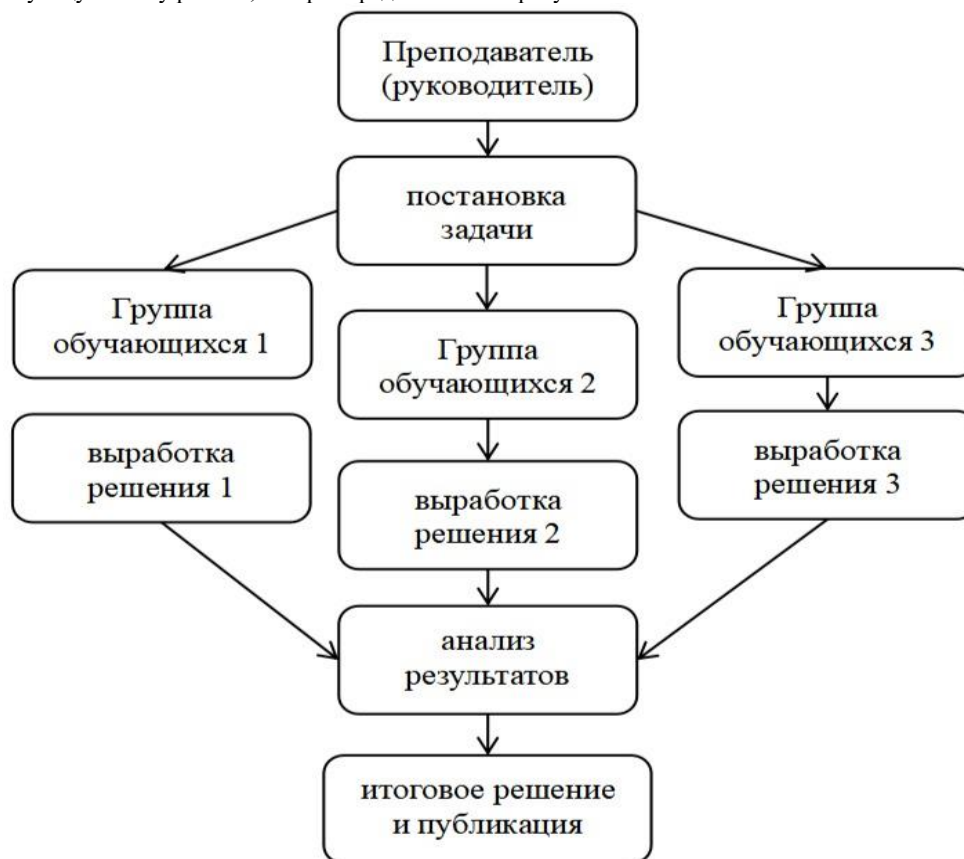 Преподаватель
(руководитель)
постановка
задачи
Группа
обучающихся 1
Группа
обучающихся 2
Группа
обучающихся 3
выработка
решения 1
выработка
решения 2
выработка
решения 3
анализ
результатов
итоговое решение
и публикация